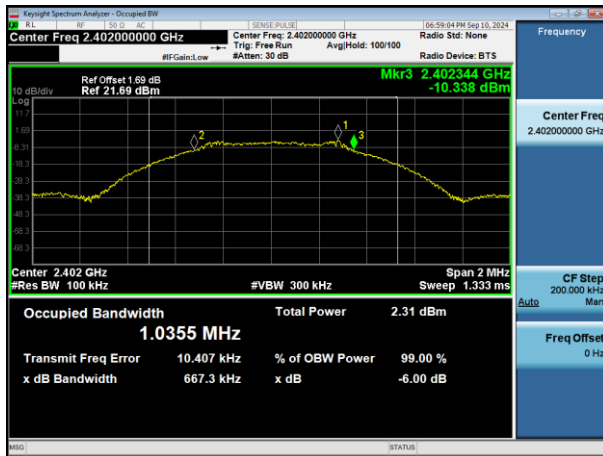 Keysight Spectrum Analyzer - Occupied BW
RL RF 50 Ω AC SENSE:PULSE 06:59:04 PM Sep 10, 2024
Center Freq 2.402000000 GHz
Center Freq: 2.402000000 GHz
Radio Std: None
Trig: Free Run Avg|Hold: 100/100
#IFGain:Low #Atten: 30 dB Radio Device: BTS
Frequency
Ref Offset 1.69 dB
Mkr3 2.402344 GHz
10 dB/div Ref 21.69 dBm
-10.338 dBm
Log
11.7
1.69
-8.31
-18.3
-28.3
-38.3
-48.3
-58.3
-68.3
2
1
3
Center 2.402 GHz Span 2 MHz
#Res BW 100 kHz #VBW 300 kHz Sweep 1.333 ms
Occupied Bandwidth Total Power 2.31 dBm
1.0355 MHz
Transmit Freq Error 10.407 kHz % of OBW Power 99.00 %
x dB Bandwidth 667.3 kHz x dB -6.00 dB
Center Freq
2.402000000 GHz
CF Step
200.000 kHz
Auto Man
Freq Offset
0 Hz
MSG STATUS